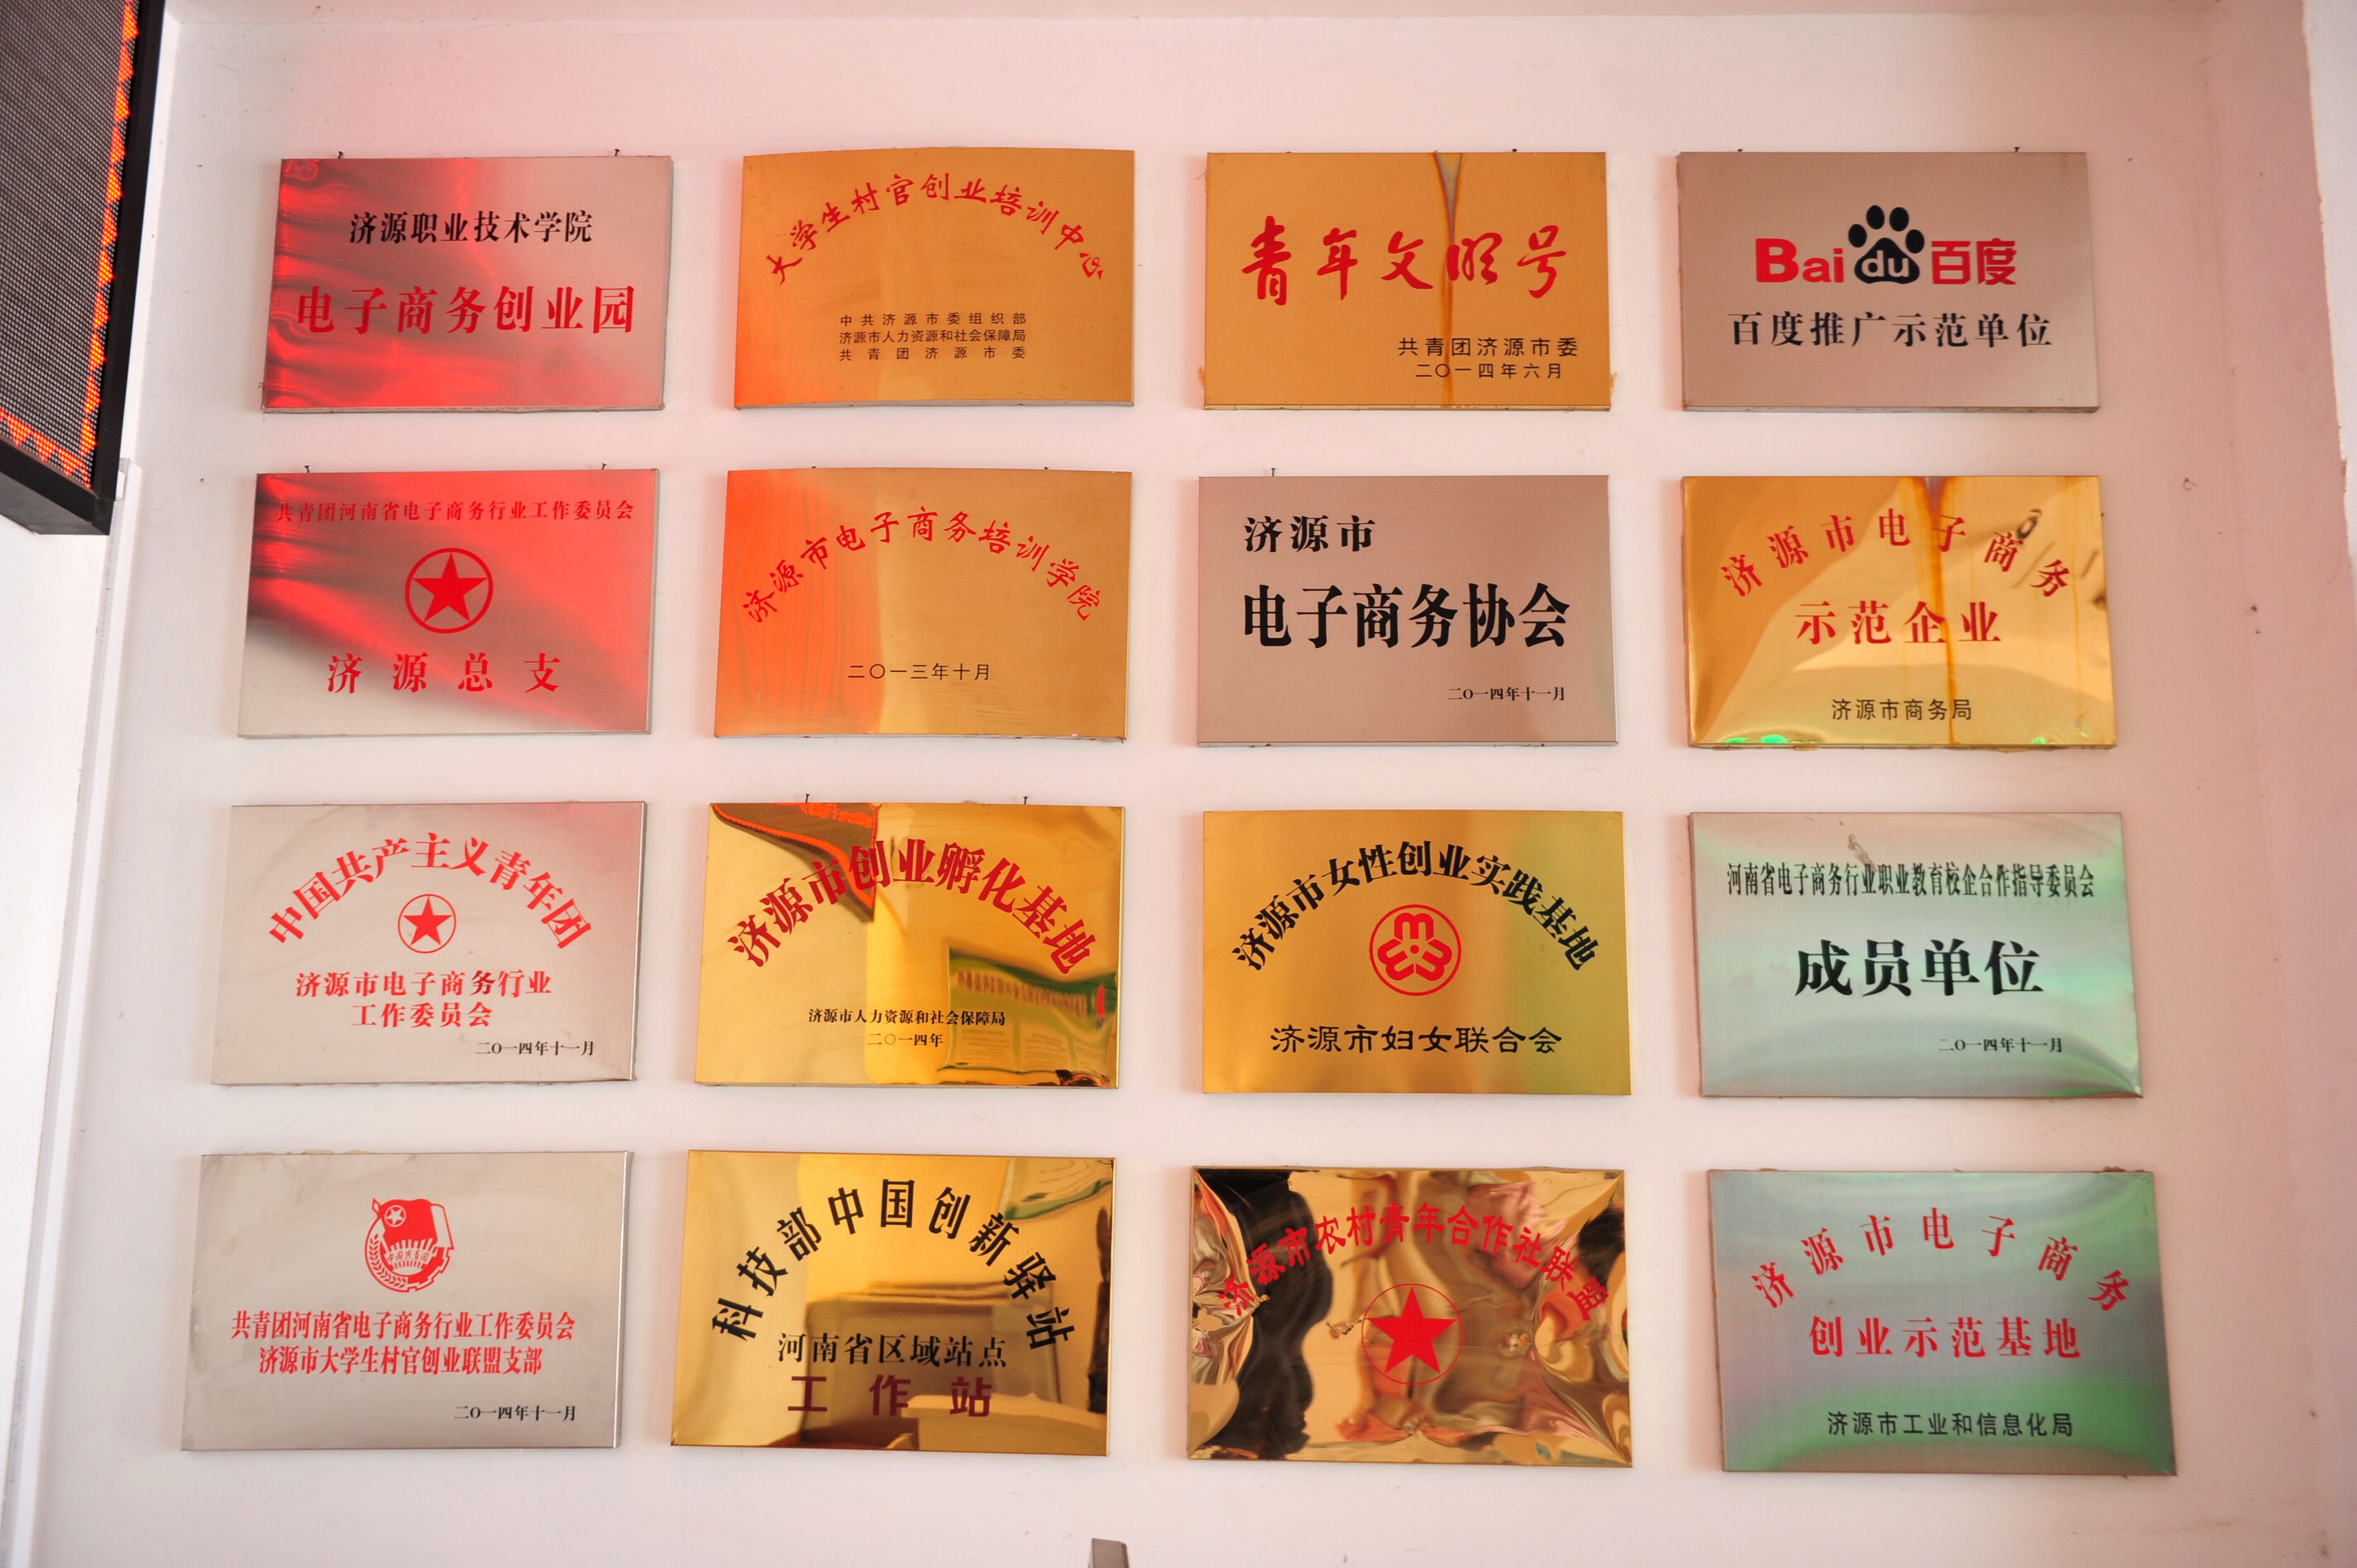 济源职业技术学院
电子商务创业园
大学生村官创业培训中心
中共济源市委组织部
济源市人力资源和社会保障局
共青团济源市委
青年文明号
共青团济源市委
二〇一四年六月
Bai du 百度
百度推广示范单位
共青团河南省电子商务行业工作委员会
济源总支
济源市电子商务培训学院
二〇一三年十月
济源市
电子商务协会
二〇一四年十一月
济源市电子商务
示范企业
济源市商务局
中国共产主义青年团
济源市电子商务行业
工作委员会
二〇一四年十一月
济源市创业孵化基地
济源市人力资源和社会保障局
二〇一四年
济源市女性创业实践基地
济源市妇女联合会
河南省电子商务行业职业教育校企合作指导委员会
成员单位
二〇一四年十一月
中国共青团
共青团河南省电子商务行业工作委员会
济源市大学生村官创业联盟支部
二〇一四年十一月
科技部中国创新驿站
河南省区域站点
工作站
济源市农村青年合作社联盟
济源市电子商务
创业示范基地
济源市工业和信息化局